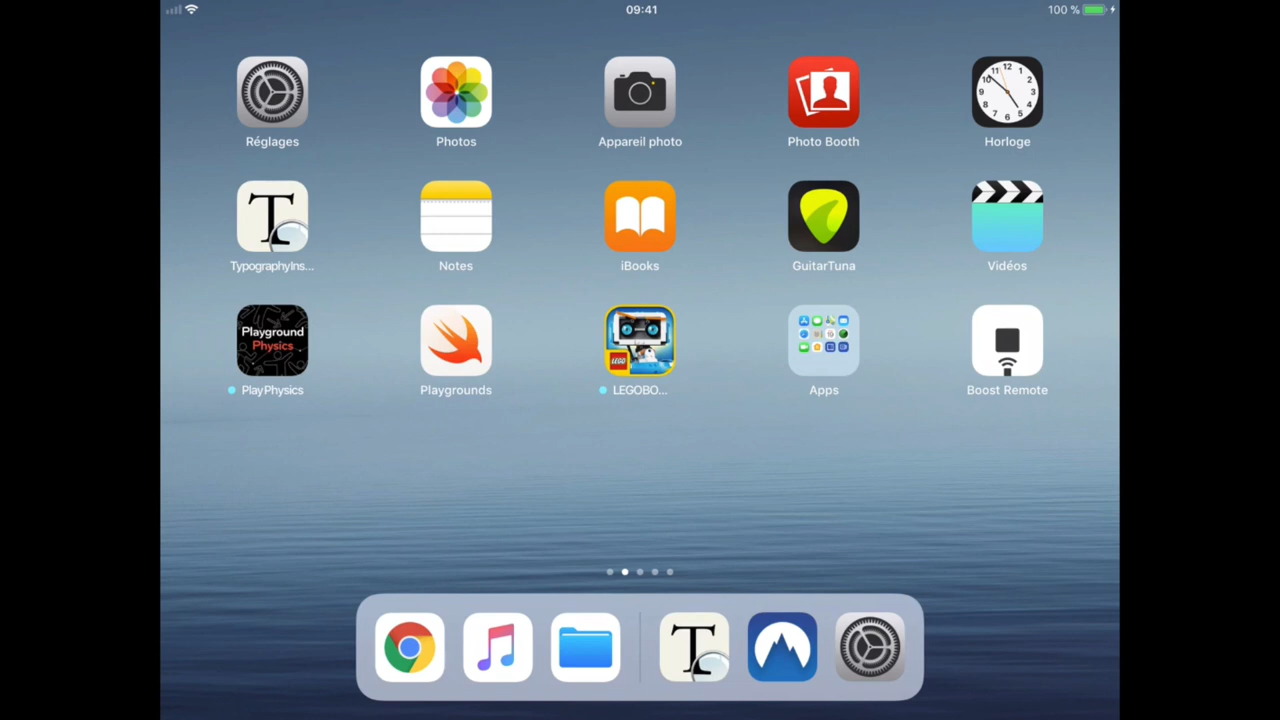 09:41
100 %
Réglages
Photos
Appareil photo
Photo Booth
Horloge
TypographyIns...
Notes
iBooks
GuitarTuna
Vidéos
Playground
Physics
LEGO
PlayPhysics
Playgrounds
LEGOBO...
Apps
Boost Remote